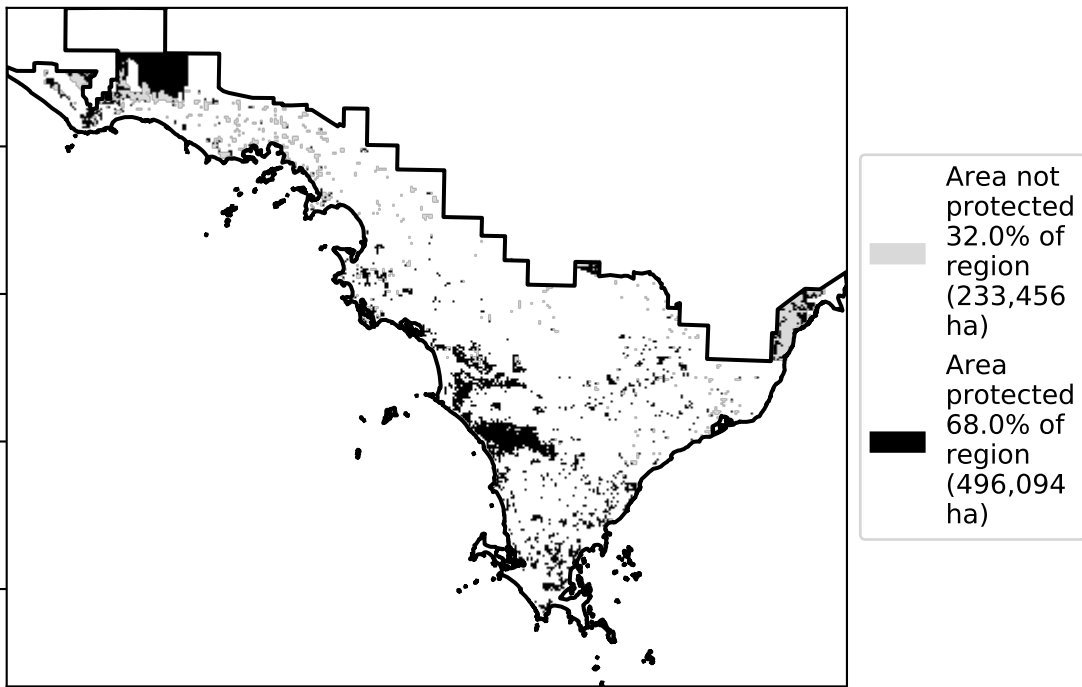 Area not
protected
32.0% of
region
(233,456
ha)
Area
protected
68.0% of
region
(496,094
ha)